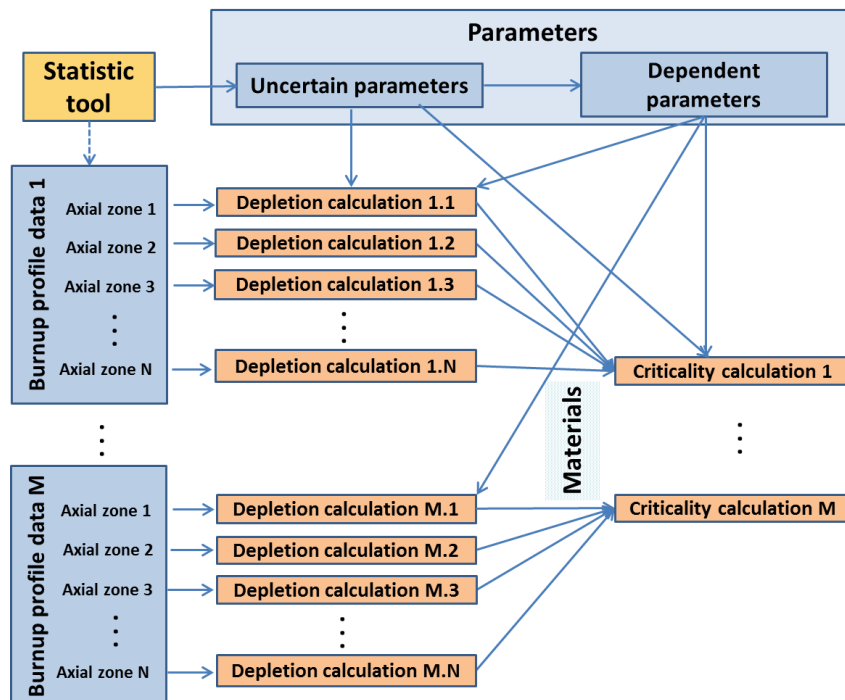 Parameters
Statistic
tool
Uncertain parameters
Dependent
parameters
Burnup profile data 1
Axial zone 1
Depletion calculation 1.1
Axial zone 2
Depletion calculation 1.2
Axial zone 3
Depletion calculation 1.3
Axial zone N
Depletion calculation 1.N
Criticality calculation 1
Materials
Burnup profile data M
Axial zone 1
Depletion calculation M.1
Criticality calculation M
Axial zone 2
Depletion calculation M.2
Axial zone 3
Depletion calculation M.3
Axial zone N
Depletion calculation M.N